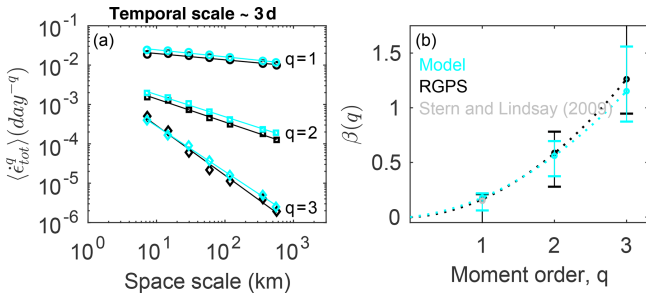 Temporal scale ~ 3 d
(a)
q=1
q=2
q=3
10^-1
10^-2
10^-3
10^-4
10^-5
10^-6
10^0
10^1
10^2
10^3
Space scale (km)
⟨ε̇^q_tot⟩(day^-q)
(b)
Model
RGPS
Stern and Lindsay (2009)
1.5
1.0
0.5
0
1
2
3
Moment order, q
β(q)